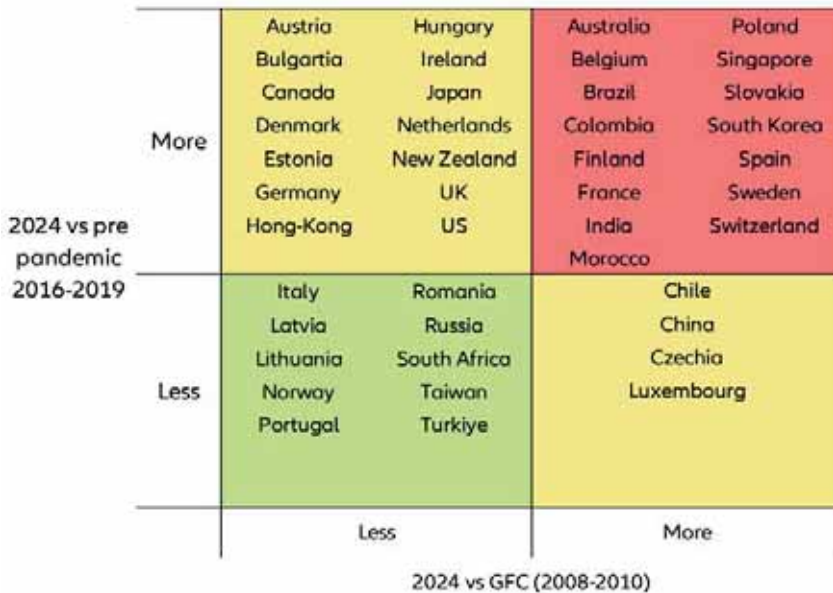 Austria Hungary Australia Poland
Bulgartia Ireland Belgium Singapore
Canada Japan Brazil Slovakia
Denmark Netherlands Colombia South Korea
More
Estonia New Zealand Finland Spain
Germany UK France Sweden
2024 vs pre
Hong-Kong US India Switzerland
pandemic
Morocco
2016-2019
Italy Romania Chile
Latvia Russia China
Lithuania South Africa Czechia
Less
Norway Taiwan Luxembourg
Portugal Turkiye
Less More
2024 vs GFC (2008-2010)